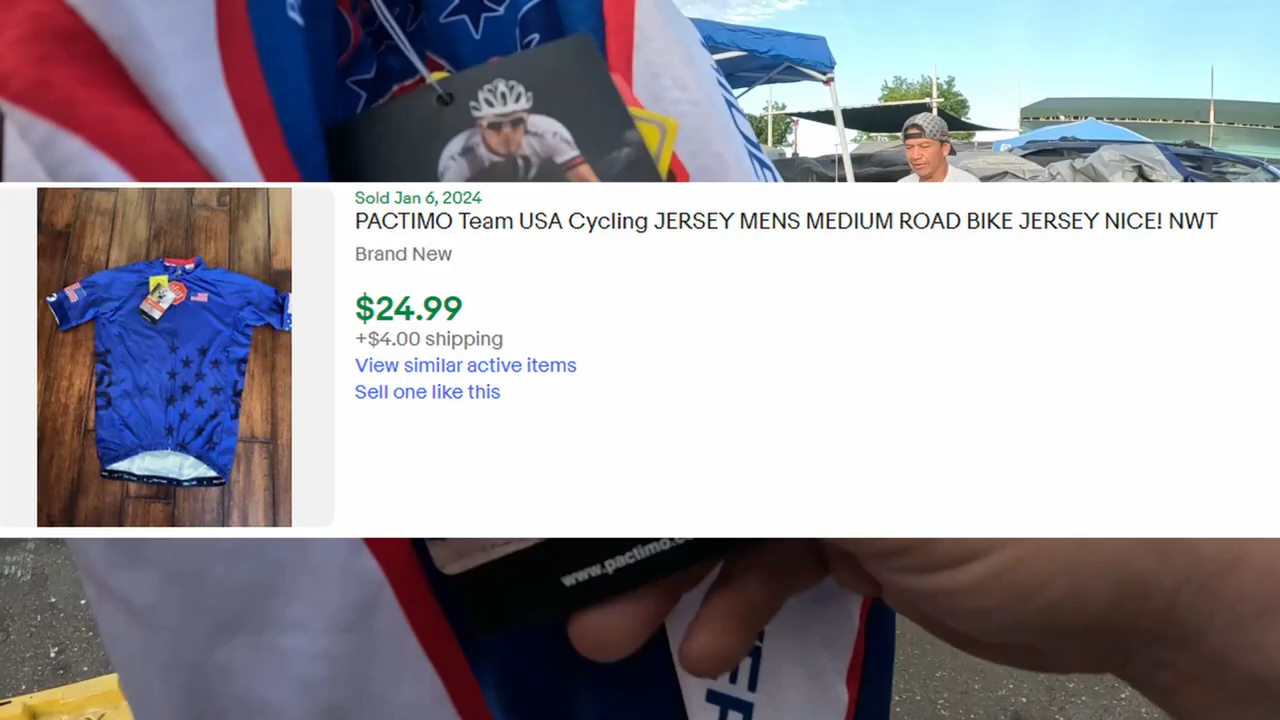 Sold Jan 6, 2024
PACTIMO Team USA Cycling JERSEY MENS MEDIUM ROAD BIKE JERSEY NICE! NWT
Brand New
$24.99
+$4.00 shipping
View similar active items
Sell one like this
www.pactimo.co